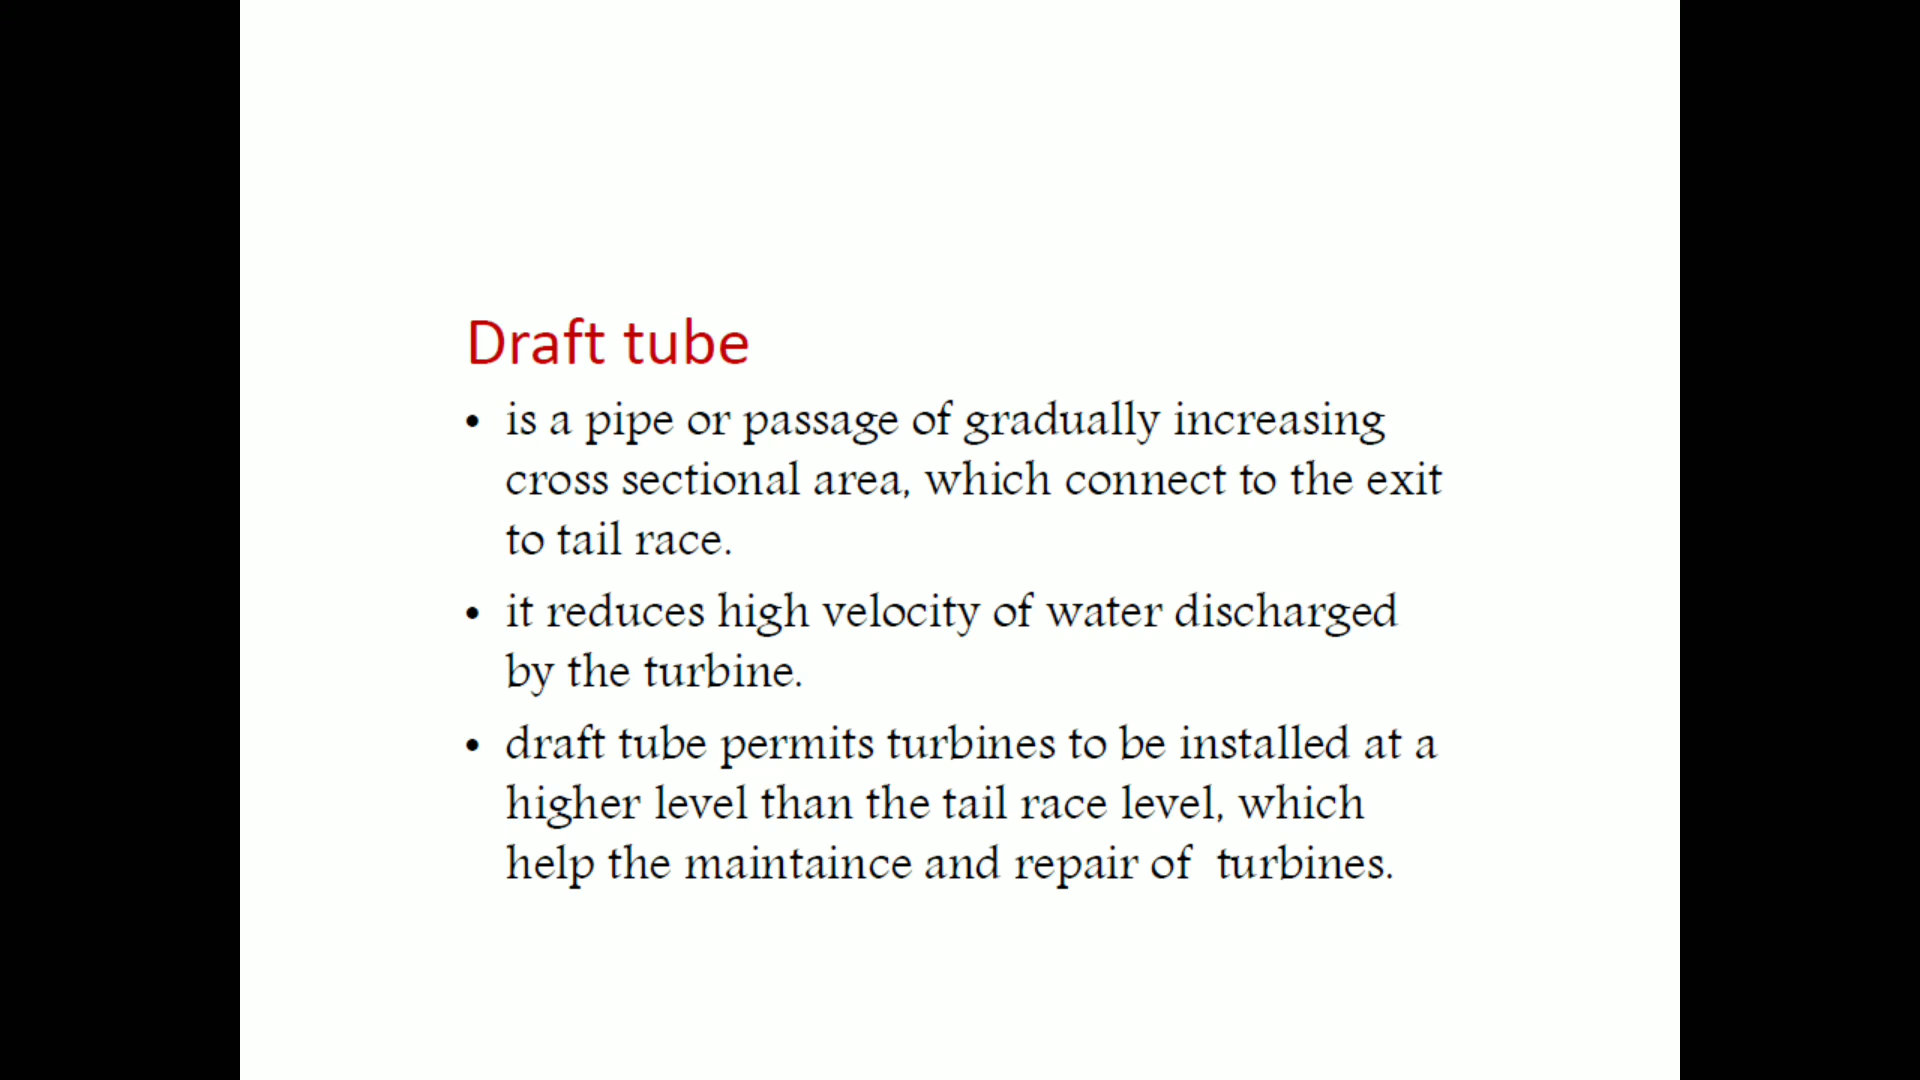 Draft tube
• is a pipe or passage of gradually increasing
cross sectional area, which connect to the exit
to tail race.
• it reduces high velocity of water discharged
by the turbine.
• draft tube permits turbines to be installed at a
higher level than the tail race level, which
help the maintaince and repair of  turbines.